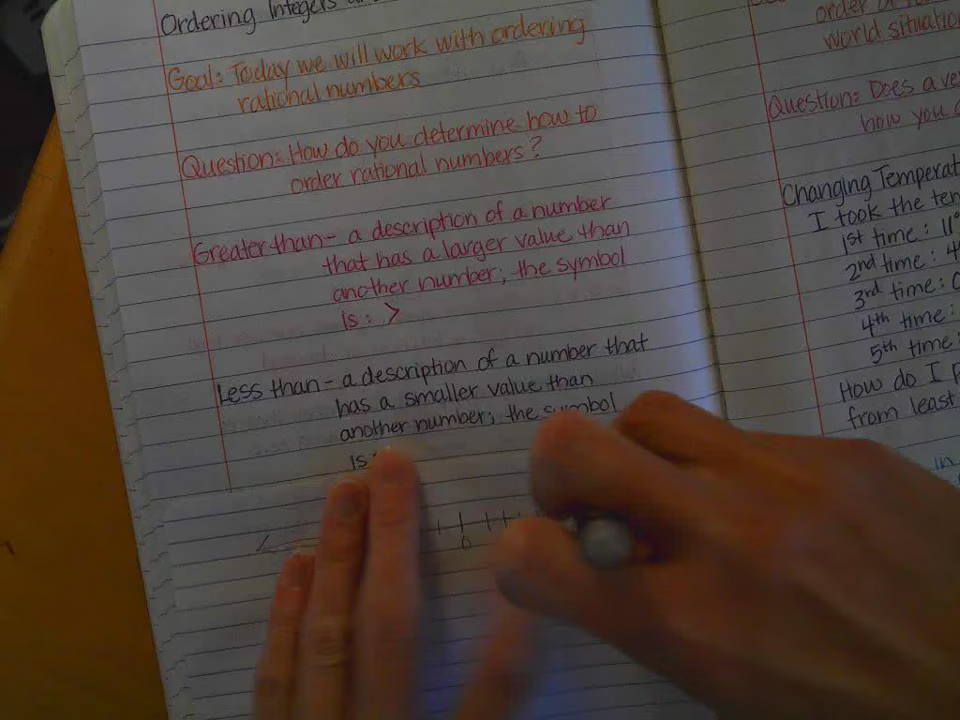 Ordering Integers
Goal: Today we will work with ordering
rational numbers
Question: How do you determine how to
order rational numbers?
Greater than - a description of a number
that has a larger value than
another number; the symbol
is: >
Less than - a description of a number that
has a smaller value than
another number; the symbol
is:
0
order
world situation
Question: Does a
how you
Changing
I took the
1st time: 11°
2nd time: 4
3rd time:
4th time:
5th time:
How do I
from least
in